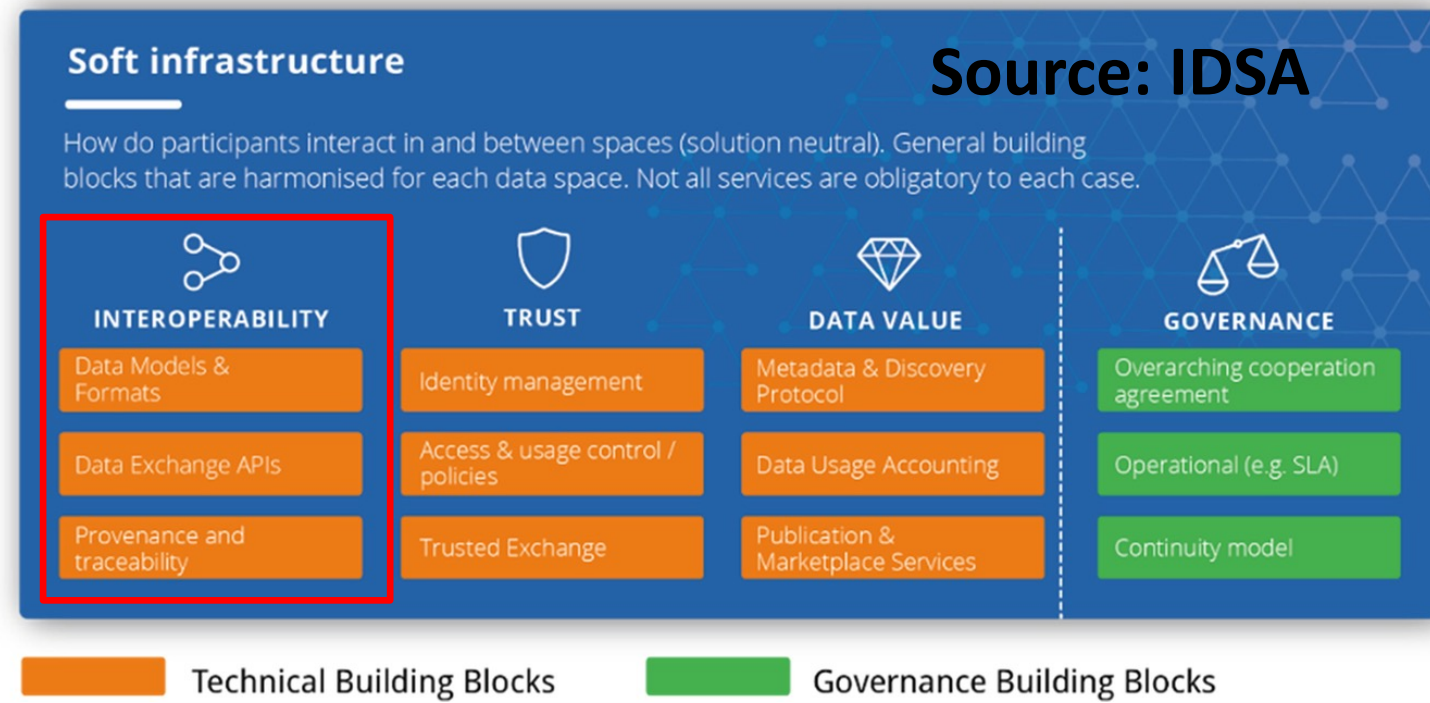 Soft infrastructure
Source: IDSA
How do participants interact in and between spaces (solution neutral). General building
blocks that are harmonised for each data space. Not all services are obligatory to each case.
INTEROPERABILITY
Data Models &
Formats
Data Exchange APIs
Provenance and
traceability
TRUST
Identity management
Access & usage control /
policies
Trusted Exchange
DATA VALUE
Metadata & Discovery
Protocol
Data Usage Accounting
Publication &
Marketplace Services
GOVERNANCE
Overarching cooperation
agreement
Operational (e.g. SLA)
Continuity model
Technical Building Blocks
Governance Building Blocks